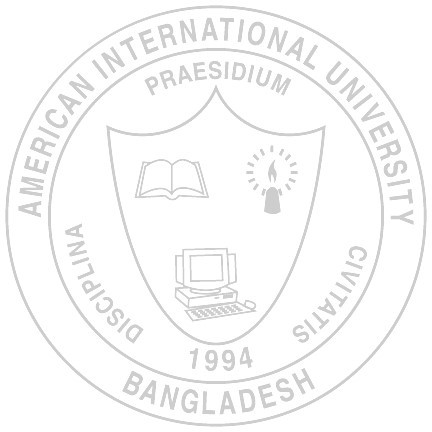 AMERICAN INTERNATIONAL UNIVERSITY
PRAESIDIUM
DISCIPLINA
CIVITATIS
1994
BANGLADESH